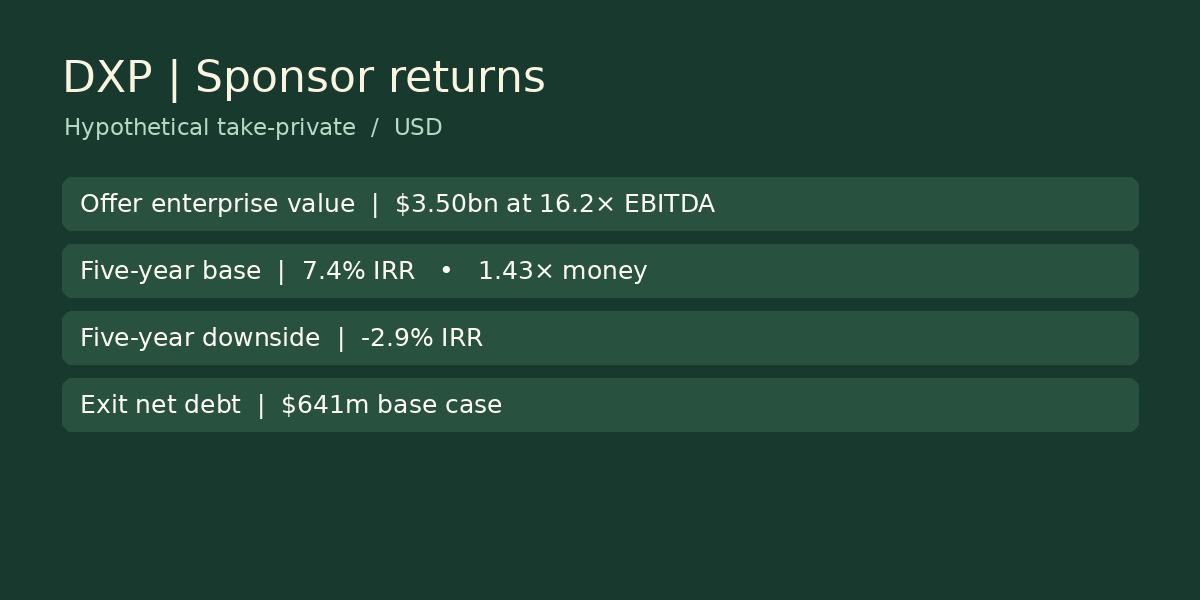 DXP | Sponsor returns
Hypothetical take-private / USD
Offer enterprise value | $3.50bn at 16.2× EBITDA
Five-year base | 7.4% IRR • 1.43× money
Five-year downside | -2.9% IRR
Exit net debt | $641m base case